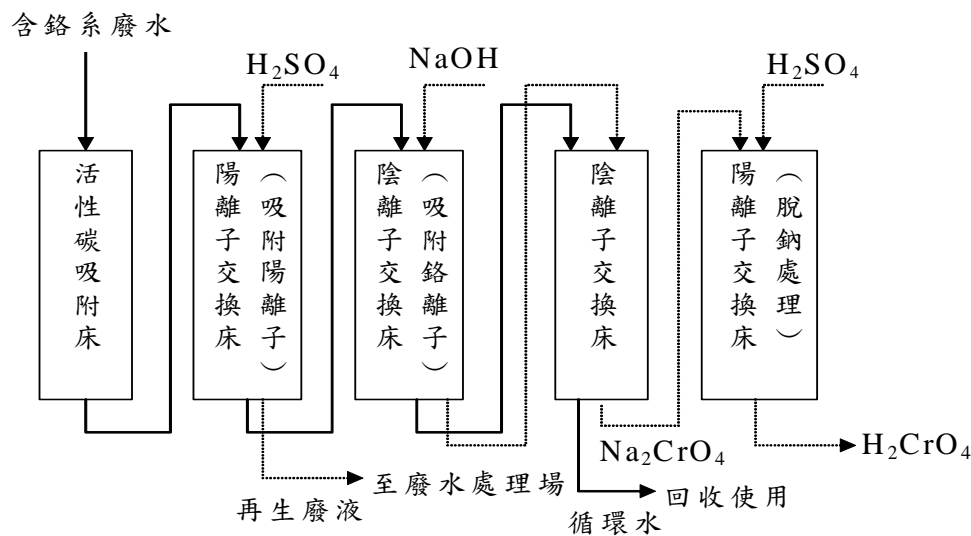 含鉻系廢水
H₂SO₄
NaOH
H₂SO₄
活性碳吸附床
陽離子交換床
（吸附陽離子）
陰離子交換床
（吸附鉻離子）
陰離子交換床
陽離子交換床
（脫鈉處理）
Na₂CrO₄
H₂CrO₄
至廢水處理場
再生廢液
回收使用
循環水